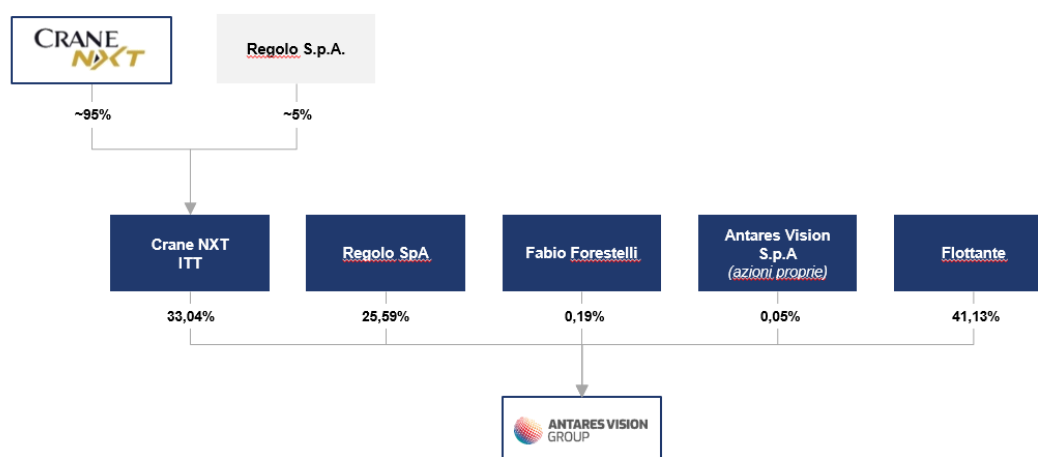 CRANE
NXT
Regolo S.p.A.
~95%
~5%
Crane NXT
ITT
Regolo SpA
Fabio Forestelli
Antares Vision
S.p.A
(azioni proprie)
Flottante
33,04%
25,59%
0,19%
0,05%
41,13%
ANTARES VISION
GROUP